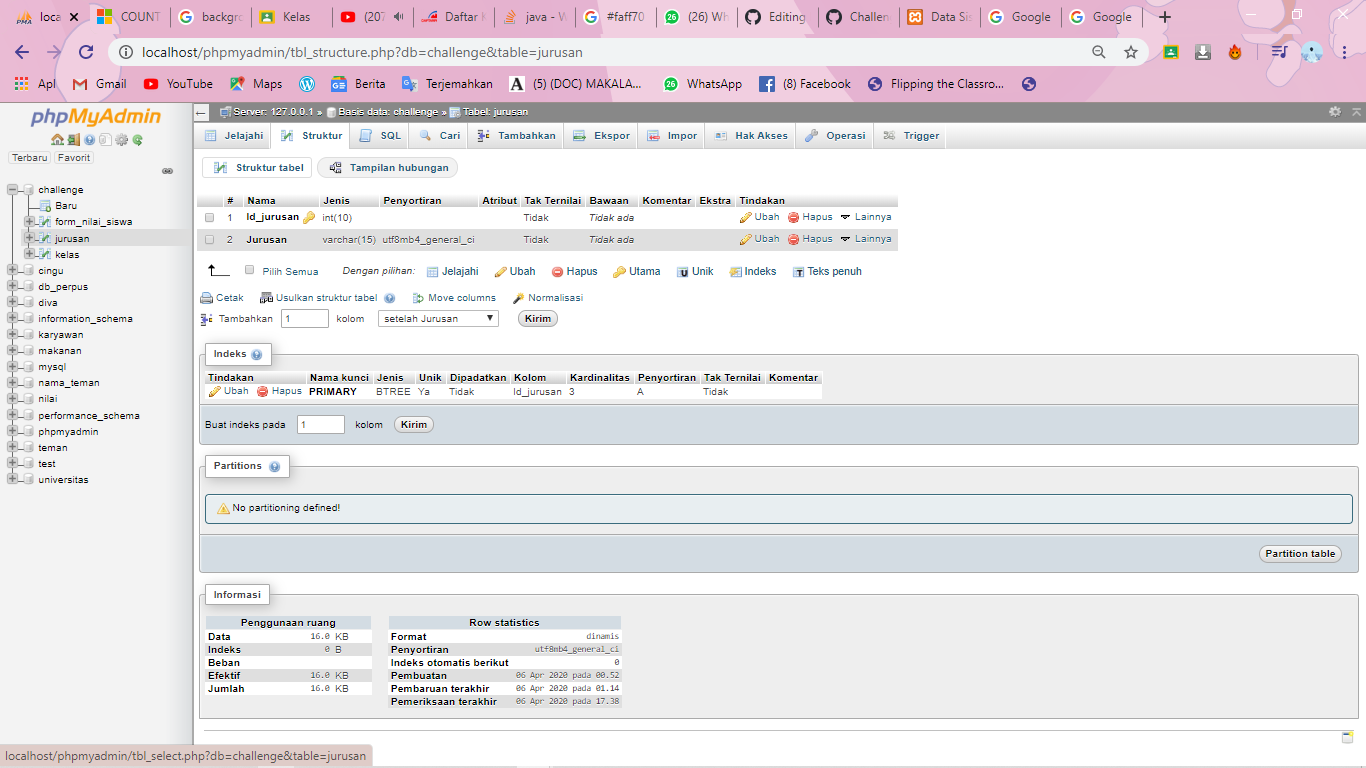 loca
COUNT
backgro
Kelas
(207
Daftar K
java - W
#faff70
(26) Wh
Editing
Challen
Data Sis
Google
Google
localhost/phpmyadmin/tbl_structure.php?db=challenge&table=jurusan
Apl
Gmail
YouTube
Maps
Berita
Terjemahkan
(5) (DOC) MAKALA...
WhatsApp
(8) Facebook
Flipping the Classro...
phpMyAdmin
Terbaru Favorit
challenge
Baru
form_nilai_siswa
jurusan
kelas
cingu
db_perpus
diva
information_schema
karyawan
makanan
mysql
nama_teman
nilai
performance_schema
phpmyadmin
teman
test
universitas
Server: 127.0.0.1 » Basis data: challenge » Tabel: jurusan
Jelajahi Struktur SQL Cari Tambahkan Ekspor Impor Hak Akses Operasi Trigger
Struktur tabel Tampilan hubungan
# Nama Jenis Penyortiran Atribut Tak Ternilai Bawaan Komentar Ekstra Tindakan
1 Id_jurusan int(10) Tidak Tidak ada Ubah Hapus Lainnya
2 Jurusan varchar(15) utf8mb4_general_ci Tidak Tidak ada Ubah Hapus Lainnya
Pilih Semua Dengan pilihan: Jelajahi Ubah Hapus Utama Unik Indeks Teks penuh
Cetak Usulkan struktur tabel Move columns Normalisasi
Tambahkan 1 kolom setelah Jurusan Kirim
Indeks
Tindakan Nama kunci Jenis Unik Dipadatkan Kolom Kardinalitas Penyortiran Tak Ternilai Komentar
Ubah Hapus PRIMARY BTREE Ya Tidak Id_jurusan 3 A Tidak
Buat indeks pada 1 kolom Kirim
Partitions
No partitioning defined!
Partition table
Informasi
Penggunaan ruang
Data 16.0 KB
Indeks 0 B
Beban
Efektif 16.0 KB
Jumlah 16.0 KB
Row statistics
Format dinamis
Penyortiran utf8mb4_general_ci
Indeks otomatis berikut 0
Pembuatan 06 Apr 2020 pada 00.52
Pembaruan terakhir 06 Apr 2020 pada 01.14
Pemeriksaan terakhir 06 Apr 2020 pada 17.38
localhost/phpmyadmin/tbl_select.php?db=challenge&table=jurusan